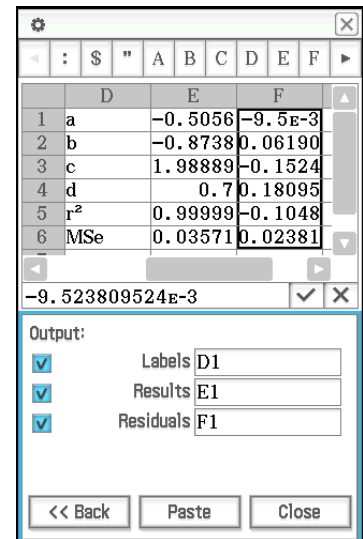 : $ " A B C D E F
D E F
1 a -0.5056 -9.5E-3
2 b -0.8738 0.06190
3 c 1.98889 -0.1524
4 d 0.7 0.18095
5 r² 0.99999 -0.1048
6 MSe 0.03571 0.02381
-9.523809524E-3
Output:
Labels D1
Results E1
Residuals F1
<< Back Paste Close